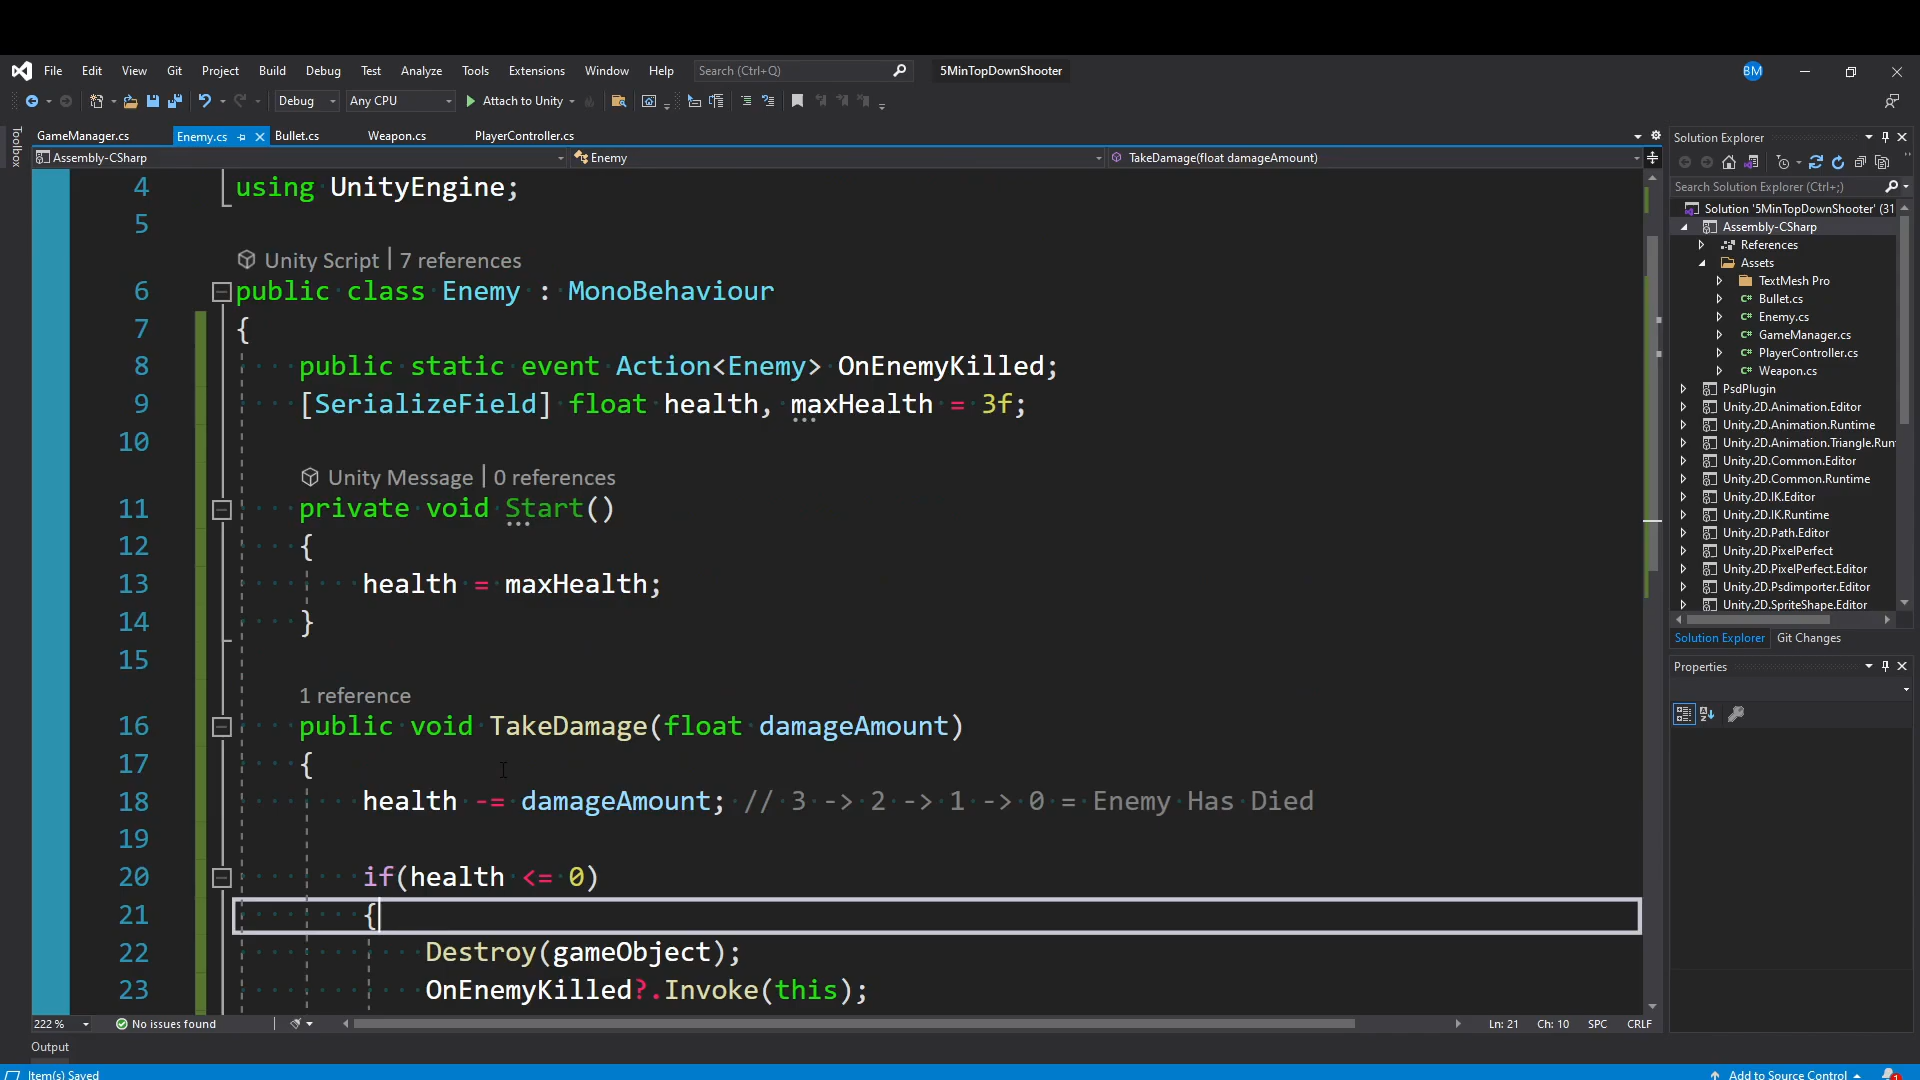 File Edit View Git Project Build Debug Test Analyze Tools Extensions Window Help Search (Ctrl+Q) 5MinTopDownShooter BM
Debug Any CPU Attach to Unity
Toolbox
GameManager.cs Enemy.cs Bullet.cs Weapon.cs PlayerController.cs
Assembly-CSharp Enemy TakeDamage(float damageAmount)
4 using UnityEngine;
5
Unity Script | 7 references
6 public class Enemy : MonoBehaviour
7 {
8 public static event Action<Enemy> OnEnemyKilled;
9 [SerializeField] float health, maxHealth = 3f;
10
Unity Message | 0 references
11 private void Start()
12 {
13 health = maxHealth;
14 }
15
1 reference
16 public void TakeDamage(float damageAmount)
17 {
18 health -= damageAmount; // 3 -> 2 -> 1 -> 0 = Enemy Has Died
19
20 if(health <= 0)
21 {
22 Destroy(gameObject);
23 OnEnemyKilled?.Invoke(this);
222 % No issues found Ln: 21 Ch: 10 SPC CRLF
Output
Item(s) Saved Add to Source Control 1
Solution Explorer
Search Solution Explorer (Ctrl+;)
Solution '5MinTopDownShooter' (31
Assembly-CSharp
References
Assets
TextMesh Pro
C# Bullet.cs
C# Enemy.cs
C# GameManager.cs
C# PlayerController.cs
C# Weapon.cs
PsdPlugin
Unity.2D.Animation.Editor
Unity.2D.Animation.Runtime
Unity.2D.Animation.Triangle.Run
Unity.2D.Common.Editor
Unity.2D.Common.Runtime
Unity.2D.IK.Editor
Unity.2D.IK.Runtime
Unity.2D.Path.Editor
Unity.2D.PixelPerfect
Unity.2D.PixelPerfect.Editor
Unity.2D.Psdimporter.Editor
Unity.2D.SpriteShape.Editor
Solution Explorer Git Changes
Properties